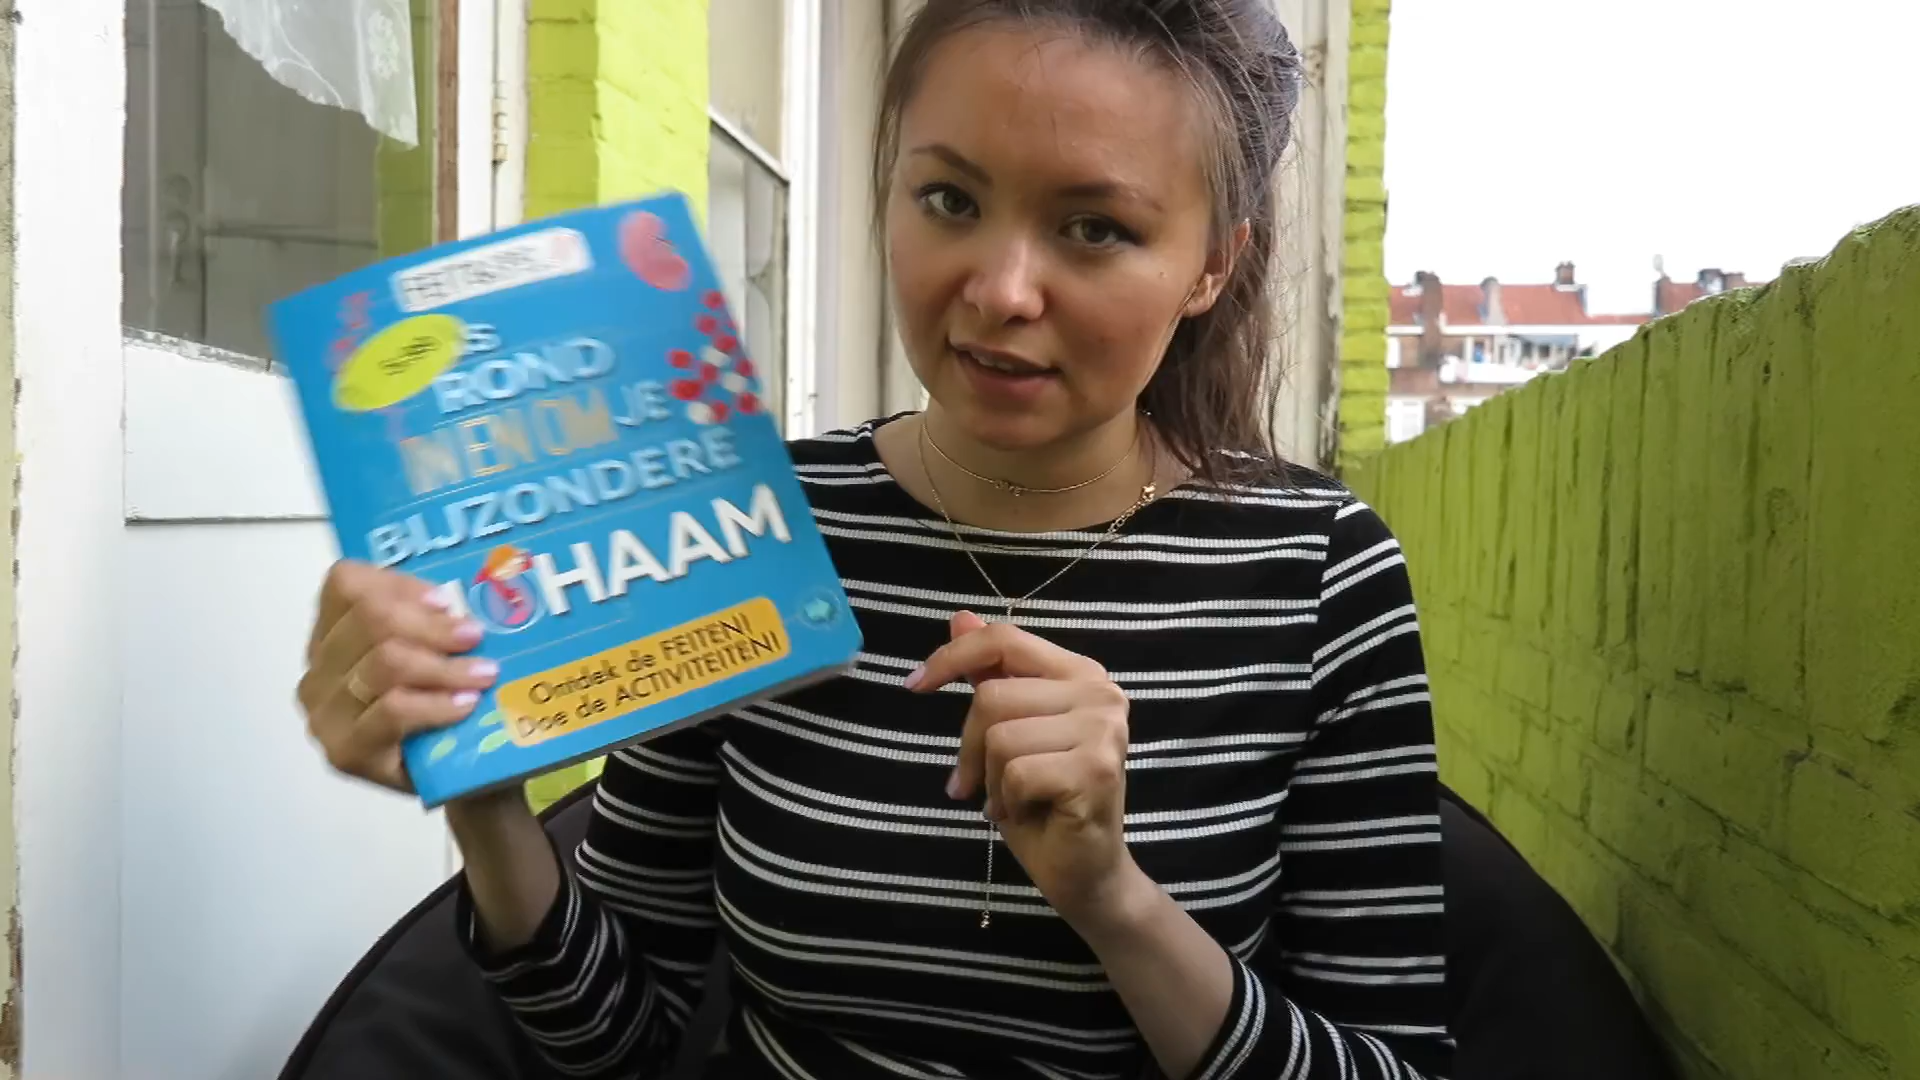 ROND
IN EN OM JE
BIJZONDERE
HAAM
Ontdek de FEITEN!
Doe de ACTIVITEITEN!